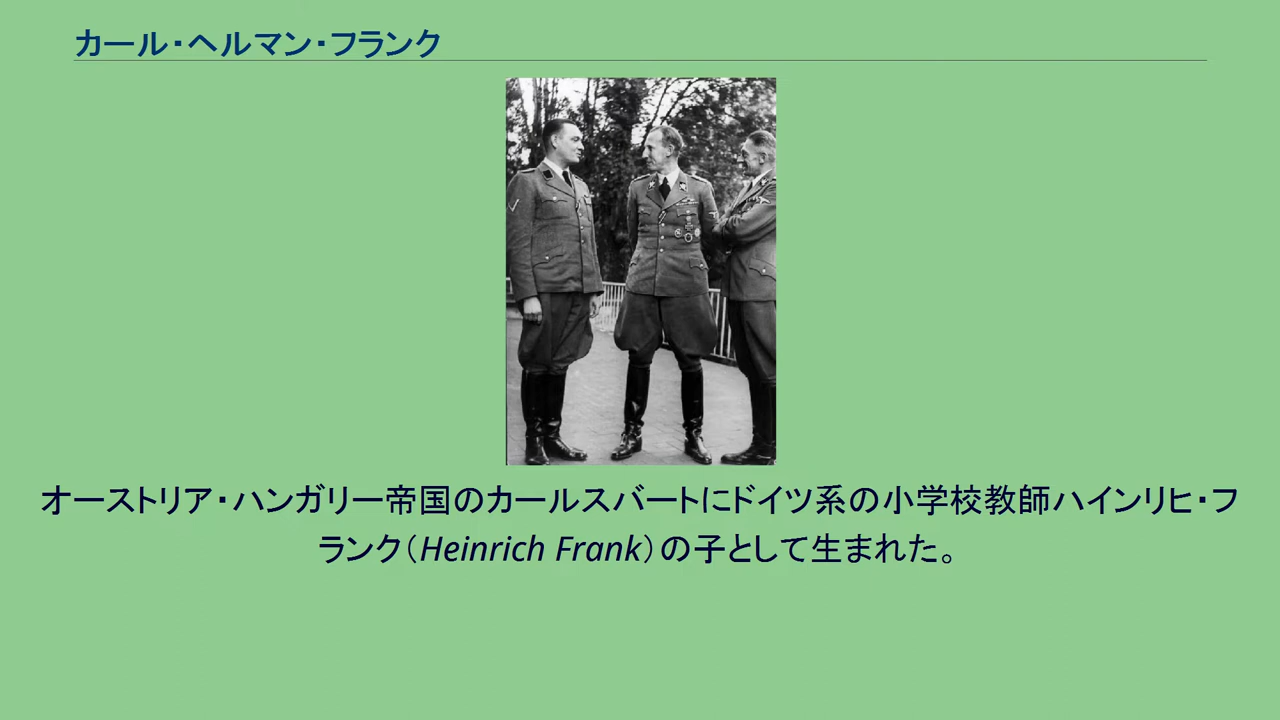 カール・ヘルマン・フランク
オーストリア・ハンガリー帝国のカールスバートにドイツ系の小学校教師ハインリヒ・フ
ランク（Heinrich Frank）の子として生まれた。